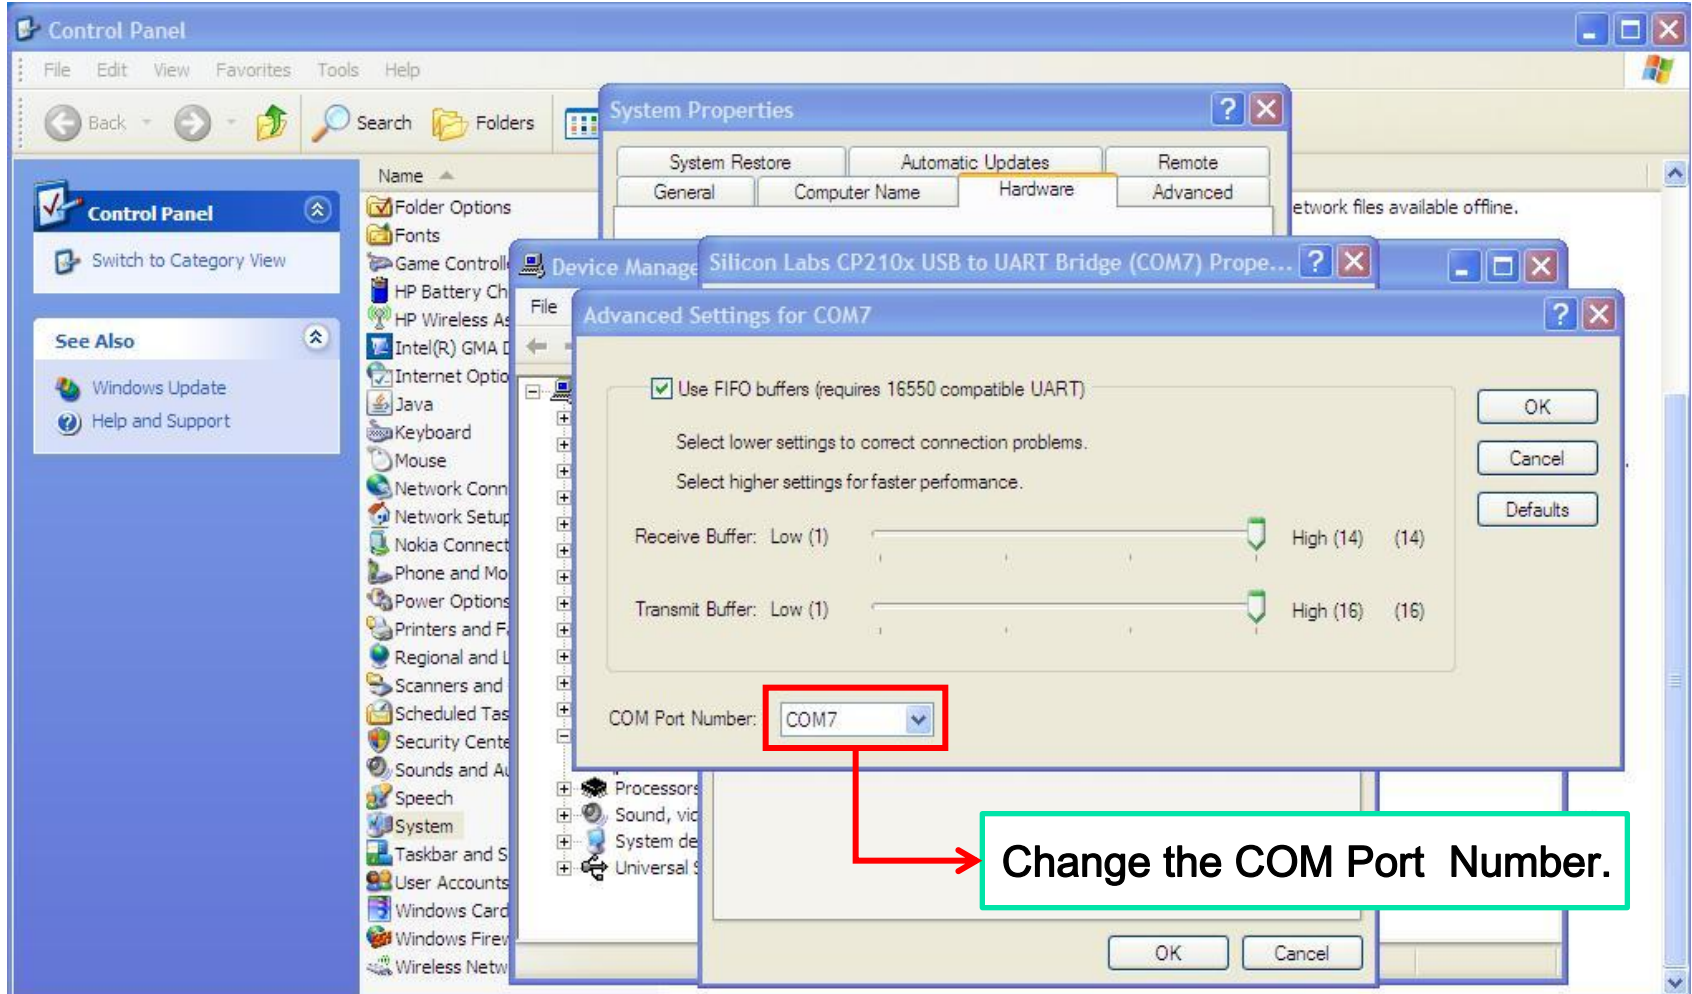 Control Panel
File Edit View Favorites Tools Help
Back Search Folders
System Properties
System Restore Automatic Updates Remote
General Computer Name Hardware Advanced
Name
Control Panel
Switch to Category View
See Also
Windows Update
Help and Support
Folder Options
Fonts
Game Controlle
HP Battery Ch
HP Wireless As
Intel(R) GMA D
Internet Optio
Java
Keyboard
Mouse
Network Conn
Network Setup
Nokia Connect
Phone and Mo
Power Options
Printers and F
Regional and L
Scanners and
Scheduled Tas
Security Cente
Sounds and Au
Speech
System
Taskbar and S
User Accounts
Windows Card
Windows Firew
Wireless Netw
etwork files available offline.
Device Manage
File
Processors
Sound, vid
System de
Universal S
Silicon Labs CP210x USB to UART Bridge (COM7) Prope...
Advanced Settings for COM7
Use FIFO buffers (requires 16550 compatible UART)
Select lower settings to correct connection problems.
Select higher settings for faster performance.
Receive Buffer: Low (1) High (14) (14)
Transmit Buffer: Low (1) High (16) (16)
COM Port Number: COM7
OK
Cancel
Defaults
Change the COM Port Number.
OK Cancel